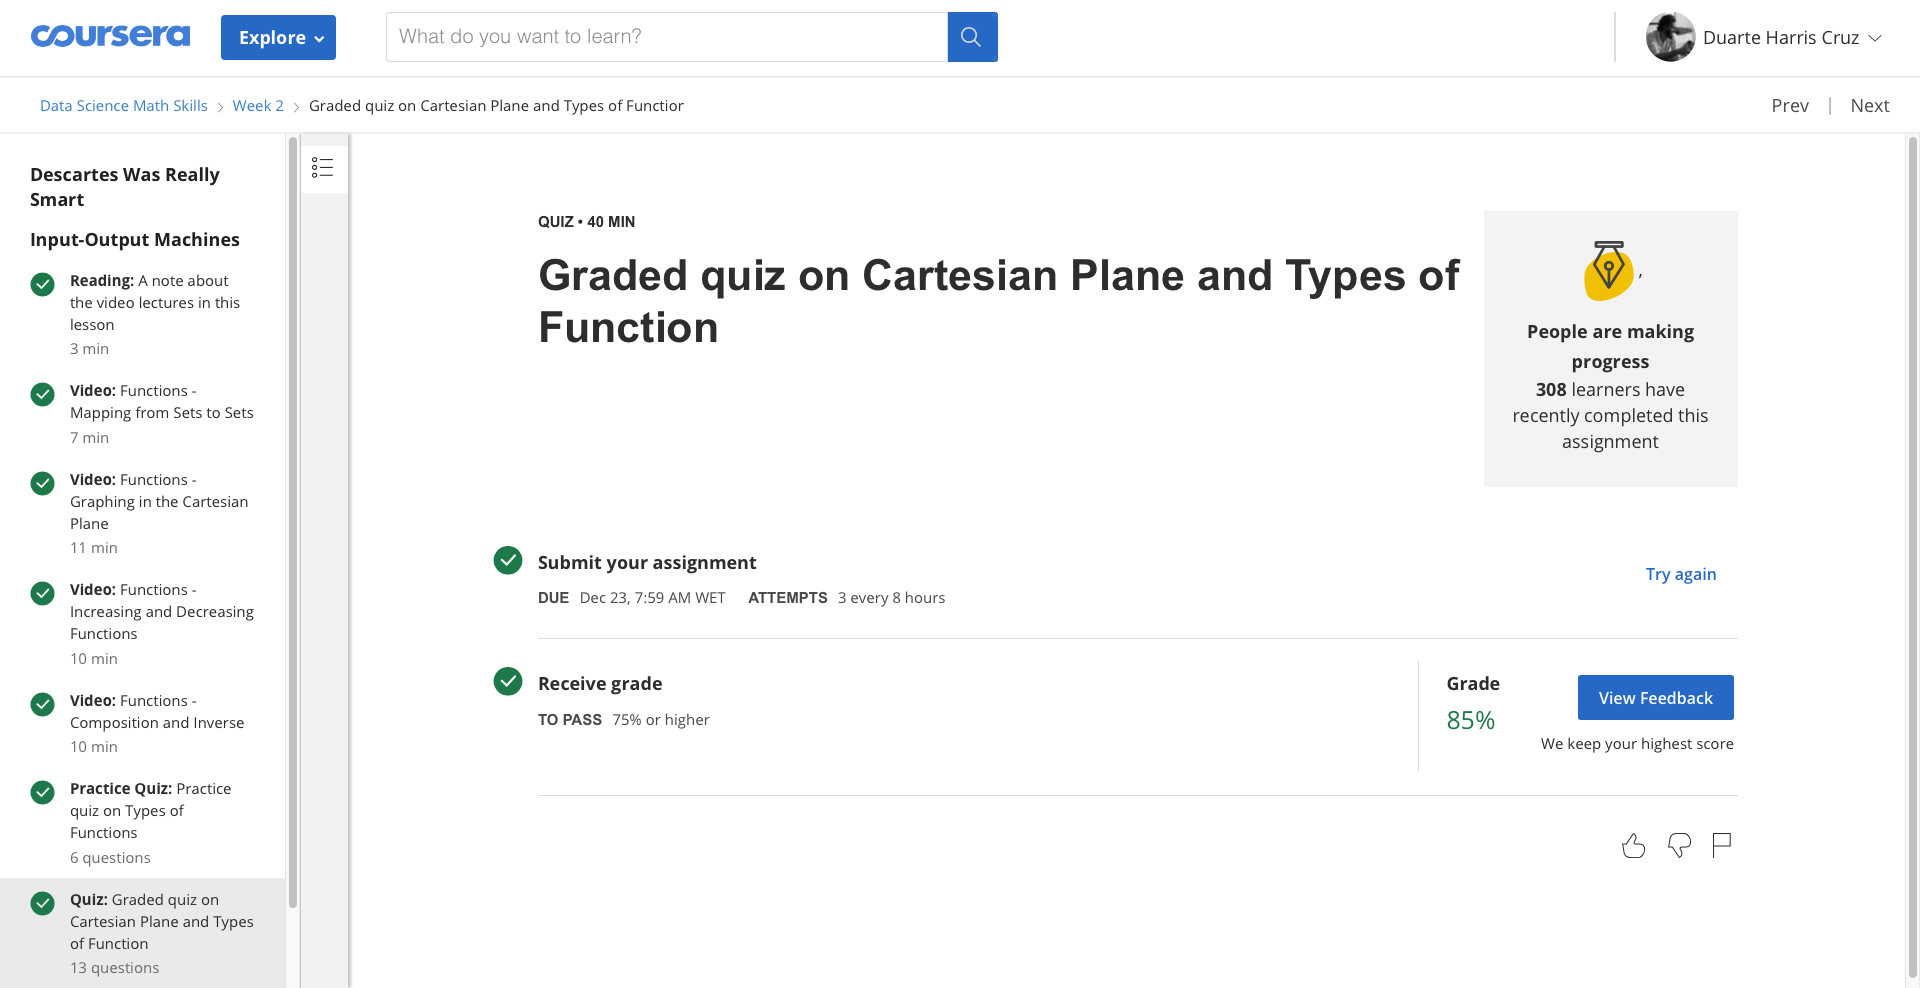 coursera
Explore
What do you want to learn?
Duarte Harris Cruz
Data Science Math Skills
Week 2
Graded quiz on Cartesian Plane and Types of Functior
Prev
Next
Descartes Was Really
Smart
Input-Output Machines
Reading: A note about
the video lectures in this
lesson
3 min
Video: Functions -
Mapping from Sets to Sets
7 min
Video: Functions -
Graphing in the Cartesian
Plane
11 min
Video: Functions -
Increasing and Decreasing
Functions
10 min
Video: Functions -
Composition and Inverse
10 min
Practice Quiz: Practice
quiz on Types of
Functions
6 questions
Quiz: Graded quiz on
Cartesian Plane and Types
of Function
13 questions
QUIZ • 40 MIN
Graded quiz on Cartesian Plane and Types of
Function
,
People are making
progress
308 learners have
recently completed this
assignment
Submit your assignment
DUE Dec 23, 7:59 AM WET ATTEMPTS 3 every 8 hours
Try again
Receive grade
TO PASS 75% or higher
Grade
85%
View Feedback
We keep your highest score